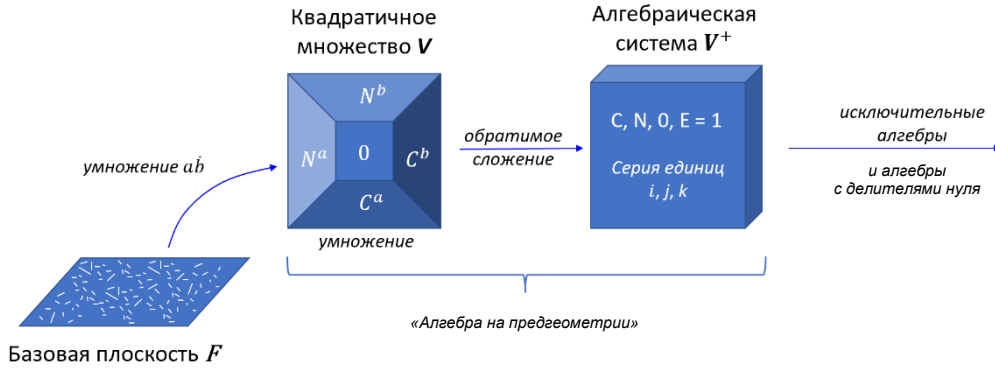 Квадратичное
множество V
Алгебраическая
система V⁺
Nᵇ
Nᵃ
0
Cᵇ
Cᵃ
умножение
умножение aḃ
обратимое
сложение
C, N, 0, E = 1
Серия единиц
i, j, k
исключительные
алгебры
и алгебры
с делителями нуля
«Алгебра на предгеометрии»
Базовая плоскость F